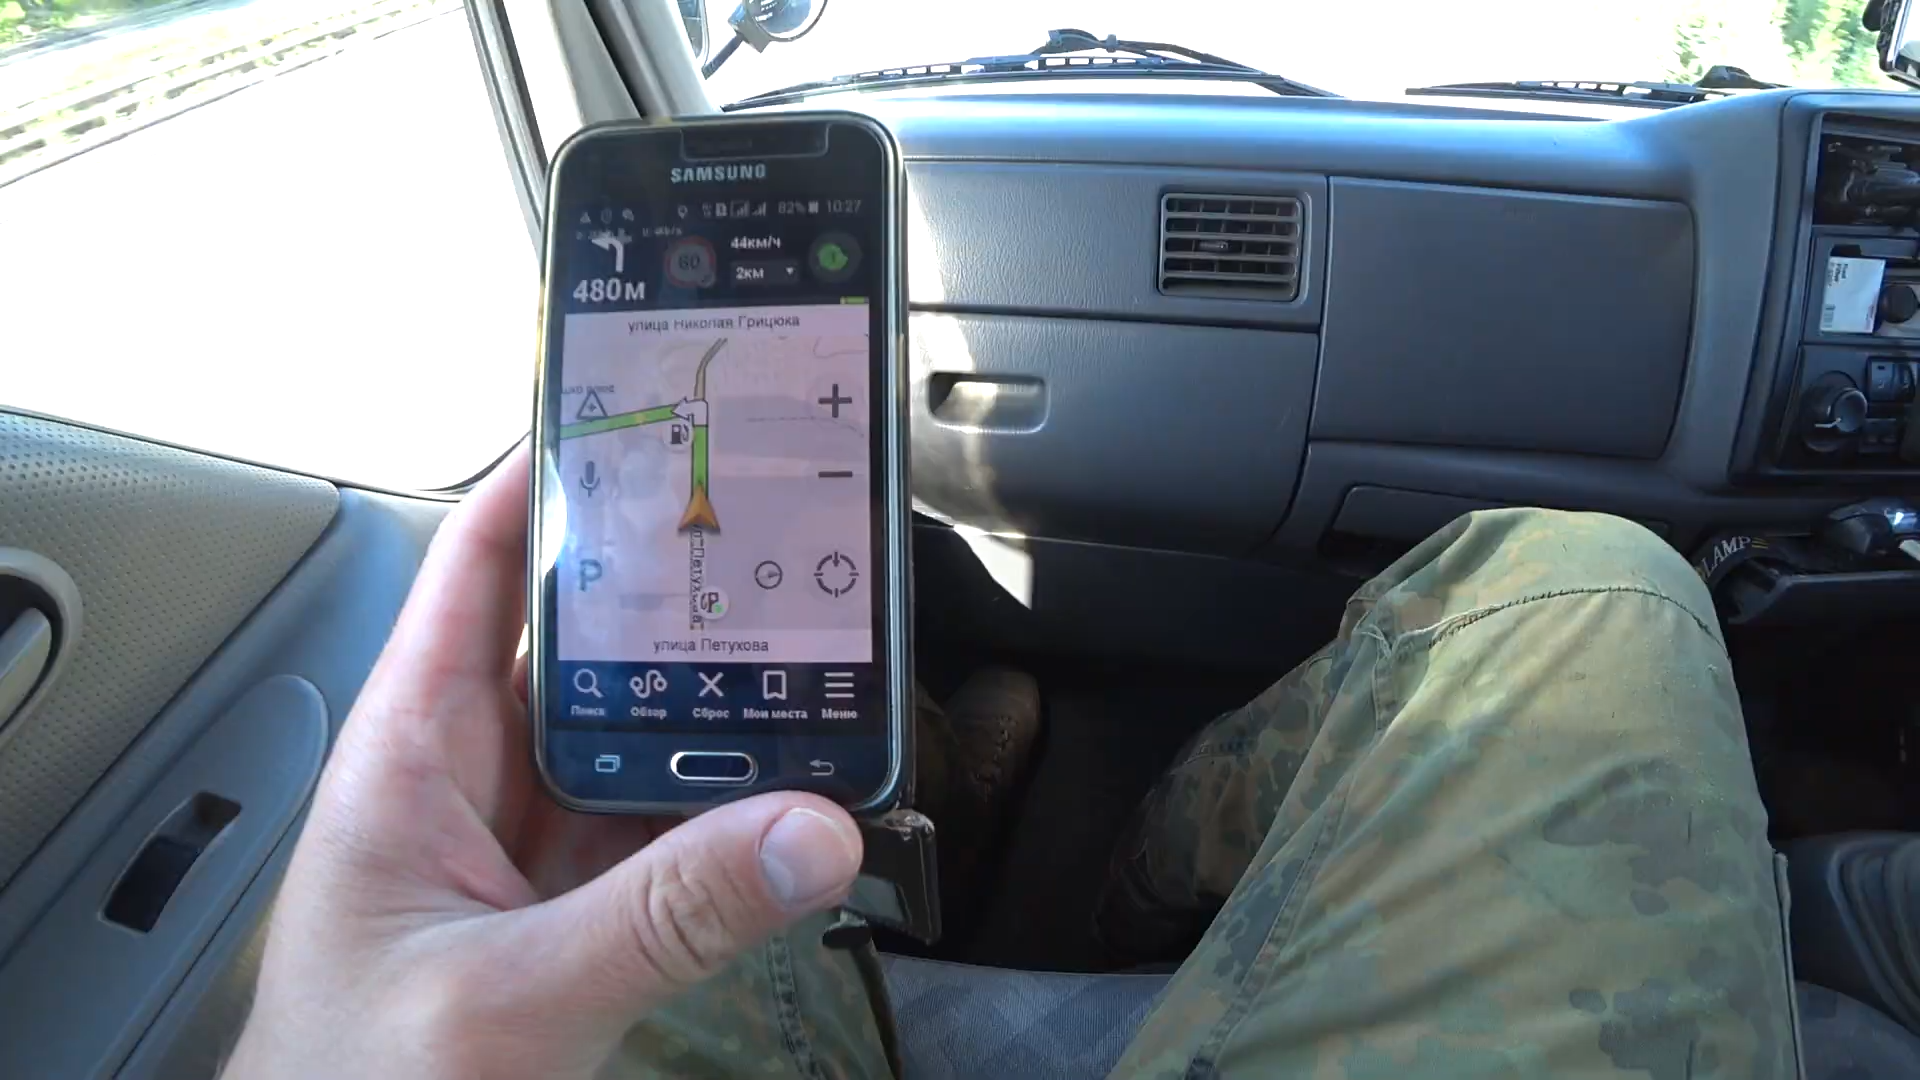 SAMSUNG
82% 10:27
60
44км/ч
2км
480м
улица Николая Грицюка
P
улица Петухова
Поиск
Обзор
Сброс
Мои места
Меню
LAMP